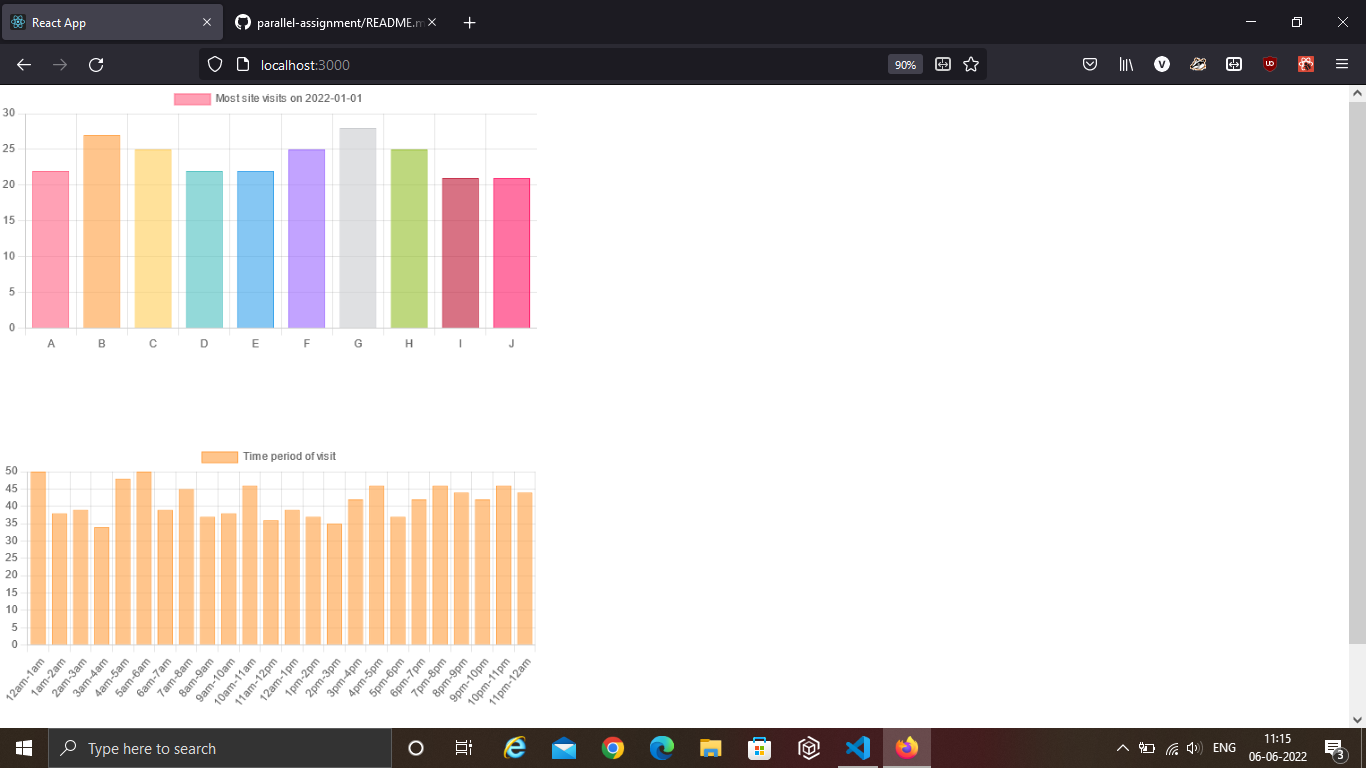 React App
parallel-assignment/README.m
localhost:3000
90%
Most site visits on 2022-01-01
30
25
20
15
10
5
0
A B C D E F G H I J
Time period of visit
50
45
40
35
30
25
20
15
10
5
0
12am-1am 1am-2am 2am-3am 3am-4am 4am-5am 5am-6am 6am-7am 7am-8am 8am-9am 9am-10am 10am-11am 11am-12pm 12am-1pm 1pm-2pm 2pm-3pm 3pm-4pm 4pm-5pm 5pm-6pm 6pm-7pm 7pm-8pm 8pm-9pm 9pm-10pm 10pm-11pm 11pm-12am
Type here to search
ENG
11:15
06-06-2022
3